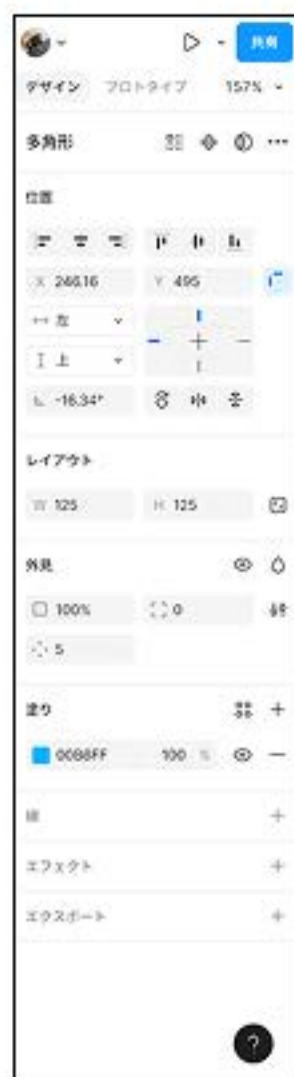 共有
デザイン プロトタイプ 157%
多角形
位置
X 246.16 Y 495
左
上
-16.34°
レイアウト
W 125 H 125
外見
100% 0
5
塗り
0088FF 100 %
線
エフェクト
エクスポート
?